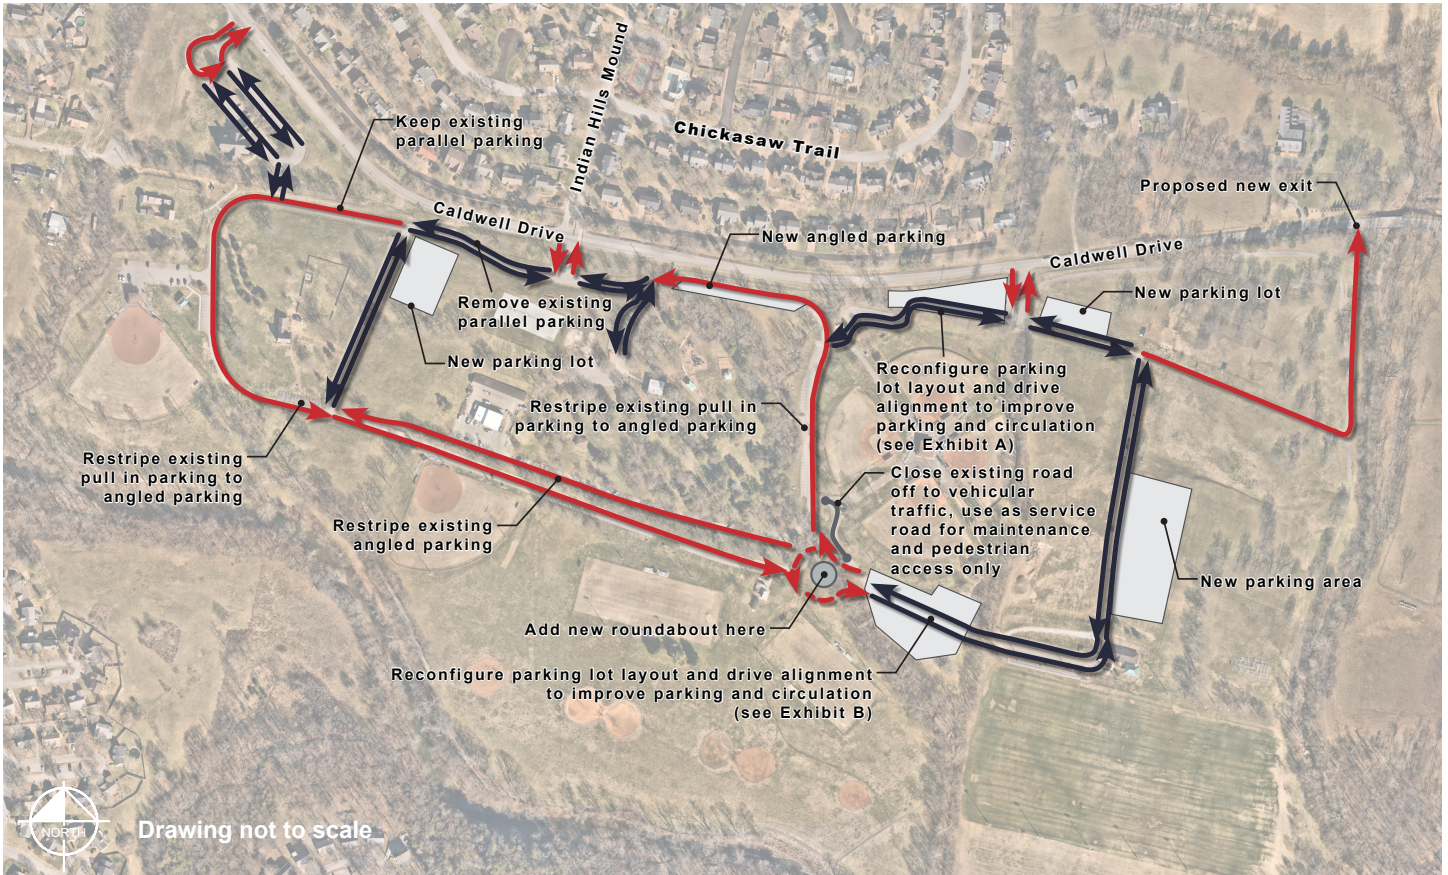 Indian Hills Mound
Keep existing
parallel parking
Chickasaw Trail
Proposed new exit
Caldwell Drive
New angled parking
Caldwell Drive
New parking lot
Remove existing
parallel parking
New parking lot
Reconfigure parking
lot layout and drive
alignment to improve
parking and circulation
(see Exhibit A)
Restripe existing pull in
parking to angled parking
Restripe existing
pull in parking to
angled parking
Close existing road
off to vehicular
traffic, use as service
road for maintenance
and pedestrian
access only
Restripe existing
angled parking
New parking area
Add new roundabout here
Reconfigure parking lot layout and drive alignment
to improve parking and circulation
(see Exhibit B)
NORTH
Drawing not to scale